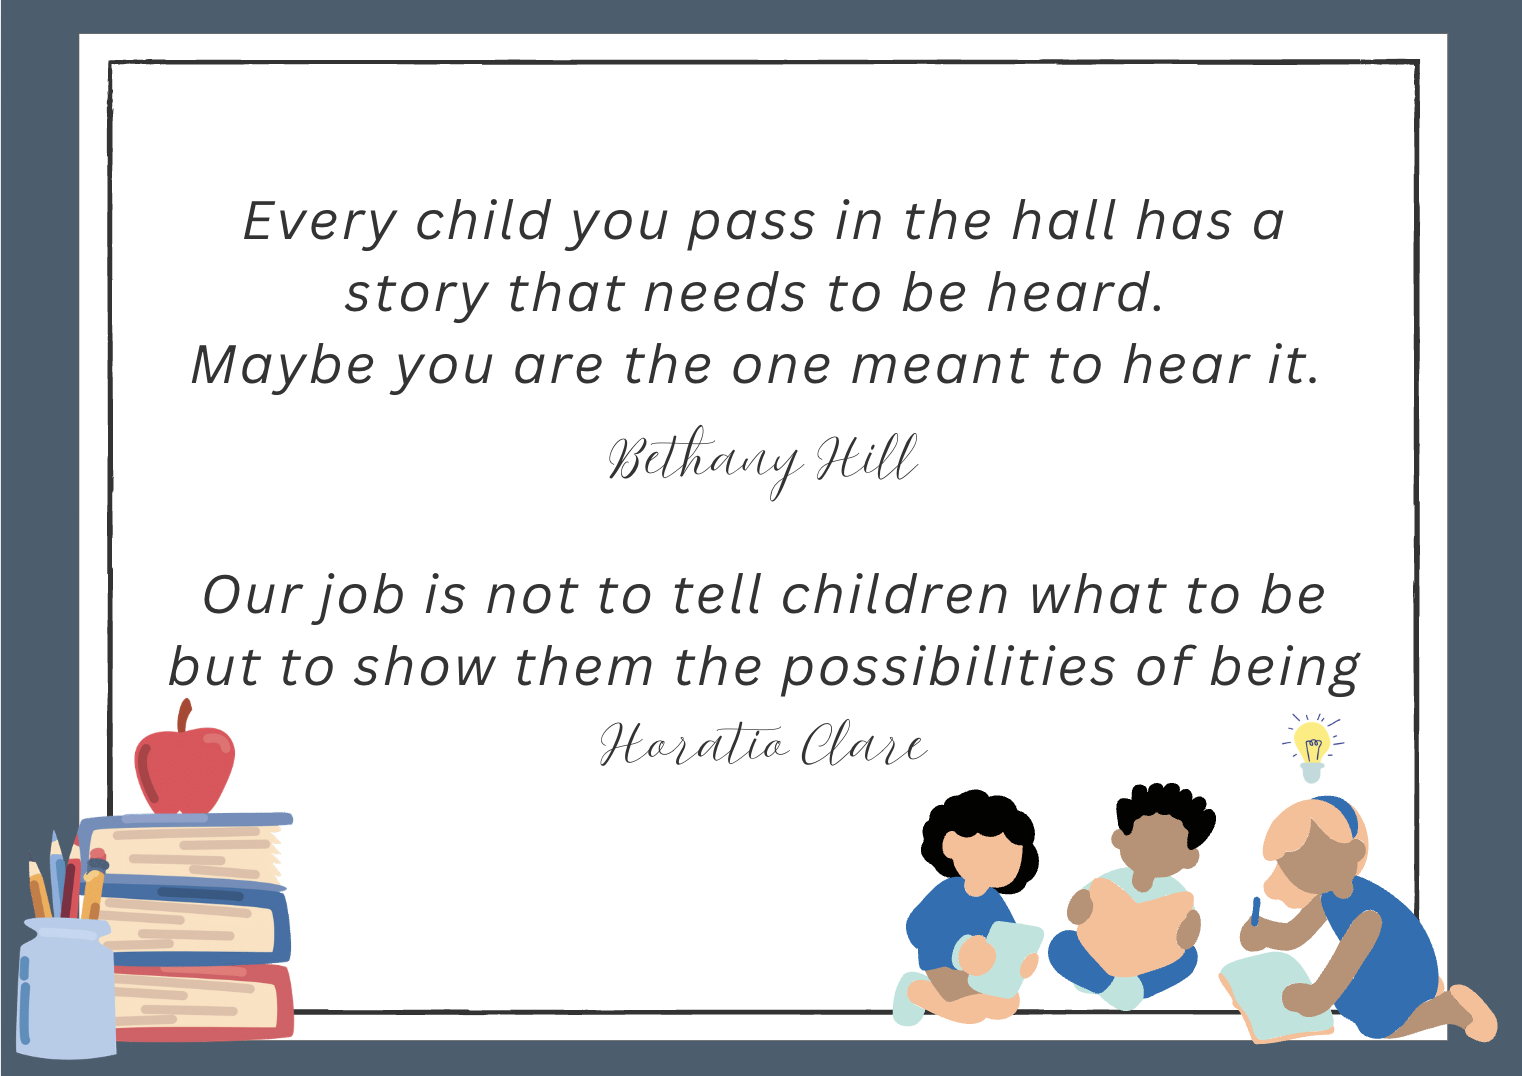 Every child you pass in the hall has a
story that needs to be heard.
Maybe you are the one meant to hear it.
Bethany Hill
Our job is not to tell children what to be
but to show them the possibilities of being
Horatio Clare